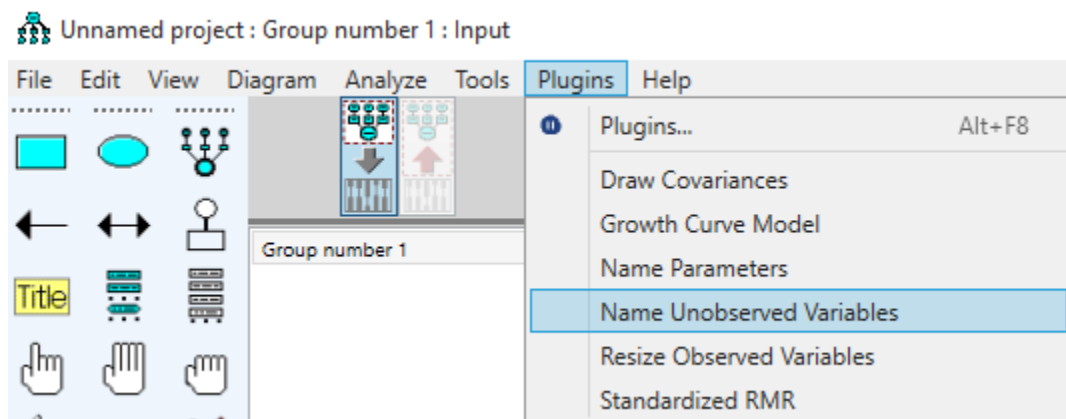 Unnamed project : Group number 1 : Input
File Edit View Diagram Analyze Tools Plugins Help
Plugins... Alt+F8
Draw Covariances
Growth Curve Model
Group number 1
Name Parameters
Title
Name Unobserved Variables
Resize Observed Variables
Standardized RMR